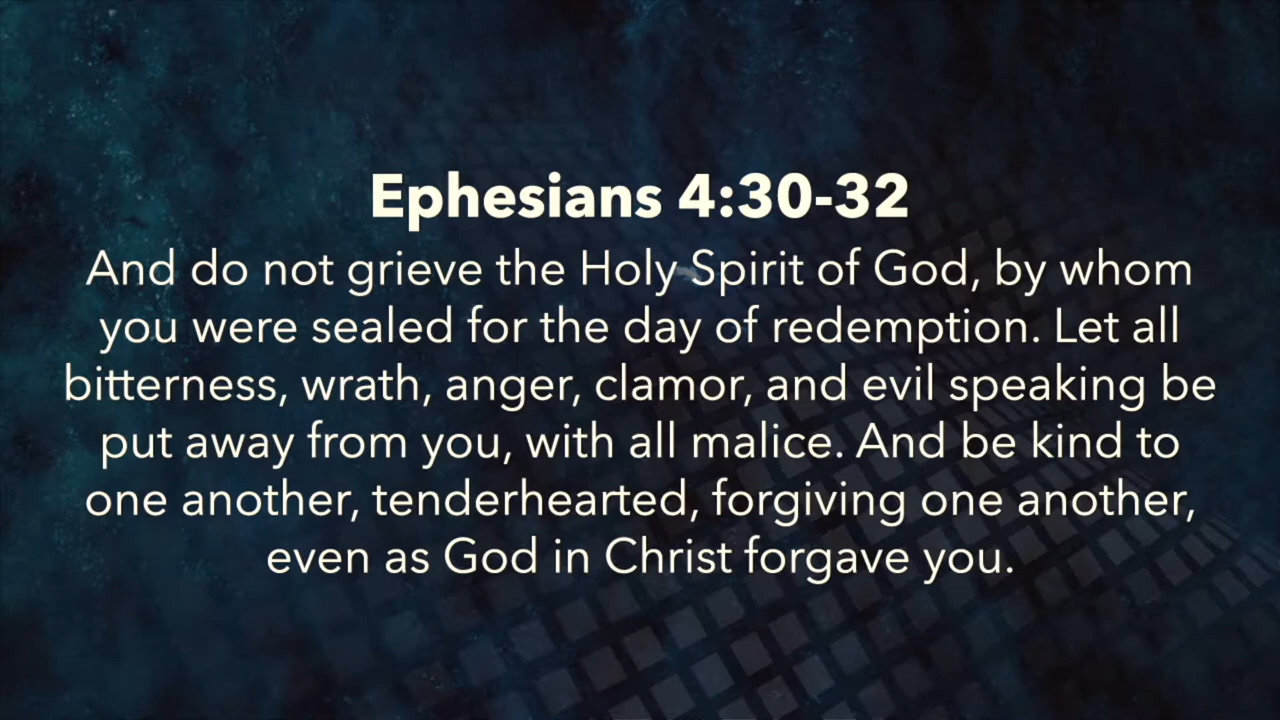 Ephesians 4:30-32
And do not grieve the Holy Spirit of God, by whom
you were sealed for the day of redemption. Let all
bitterness, wrath, anger, clamor, and evil speaking be
put away from you, with all malice. And be kind to
one another, tenderhearted, forgiving one another,
even as God in Christ forgave you.